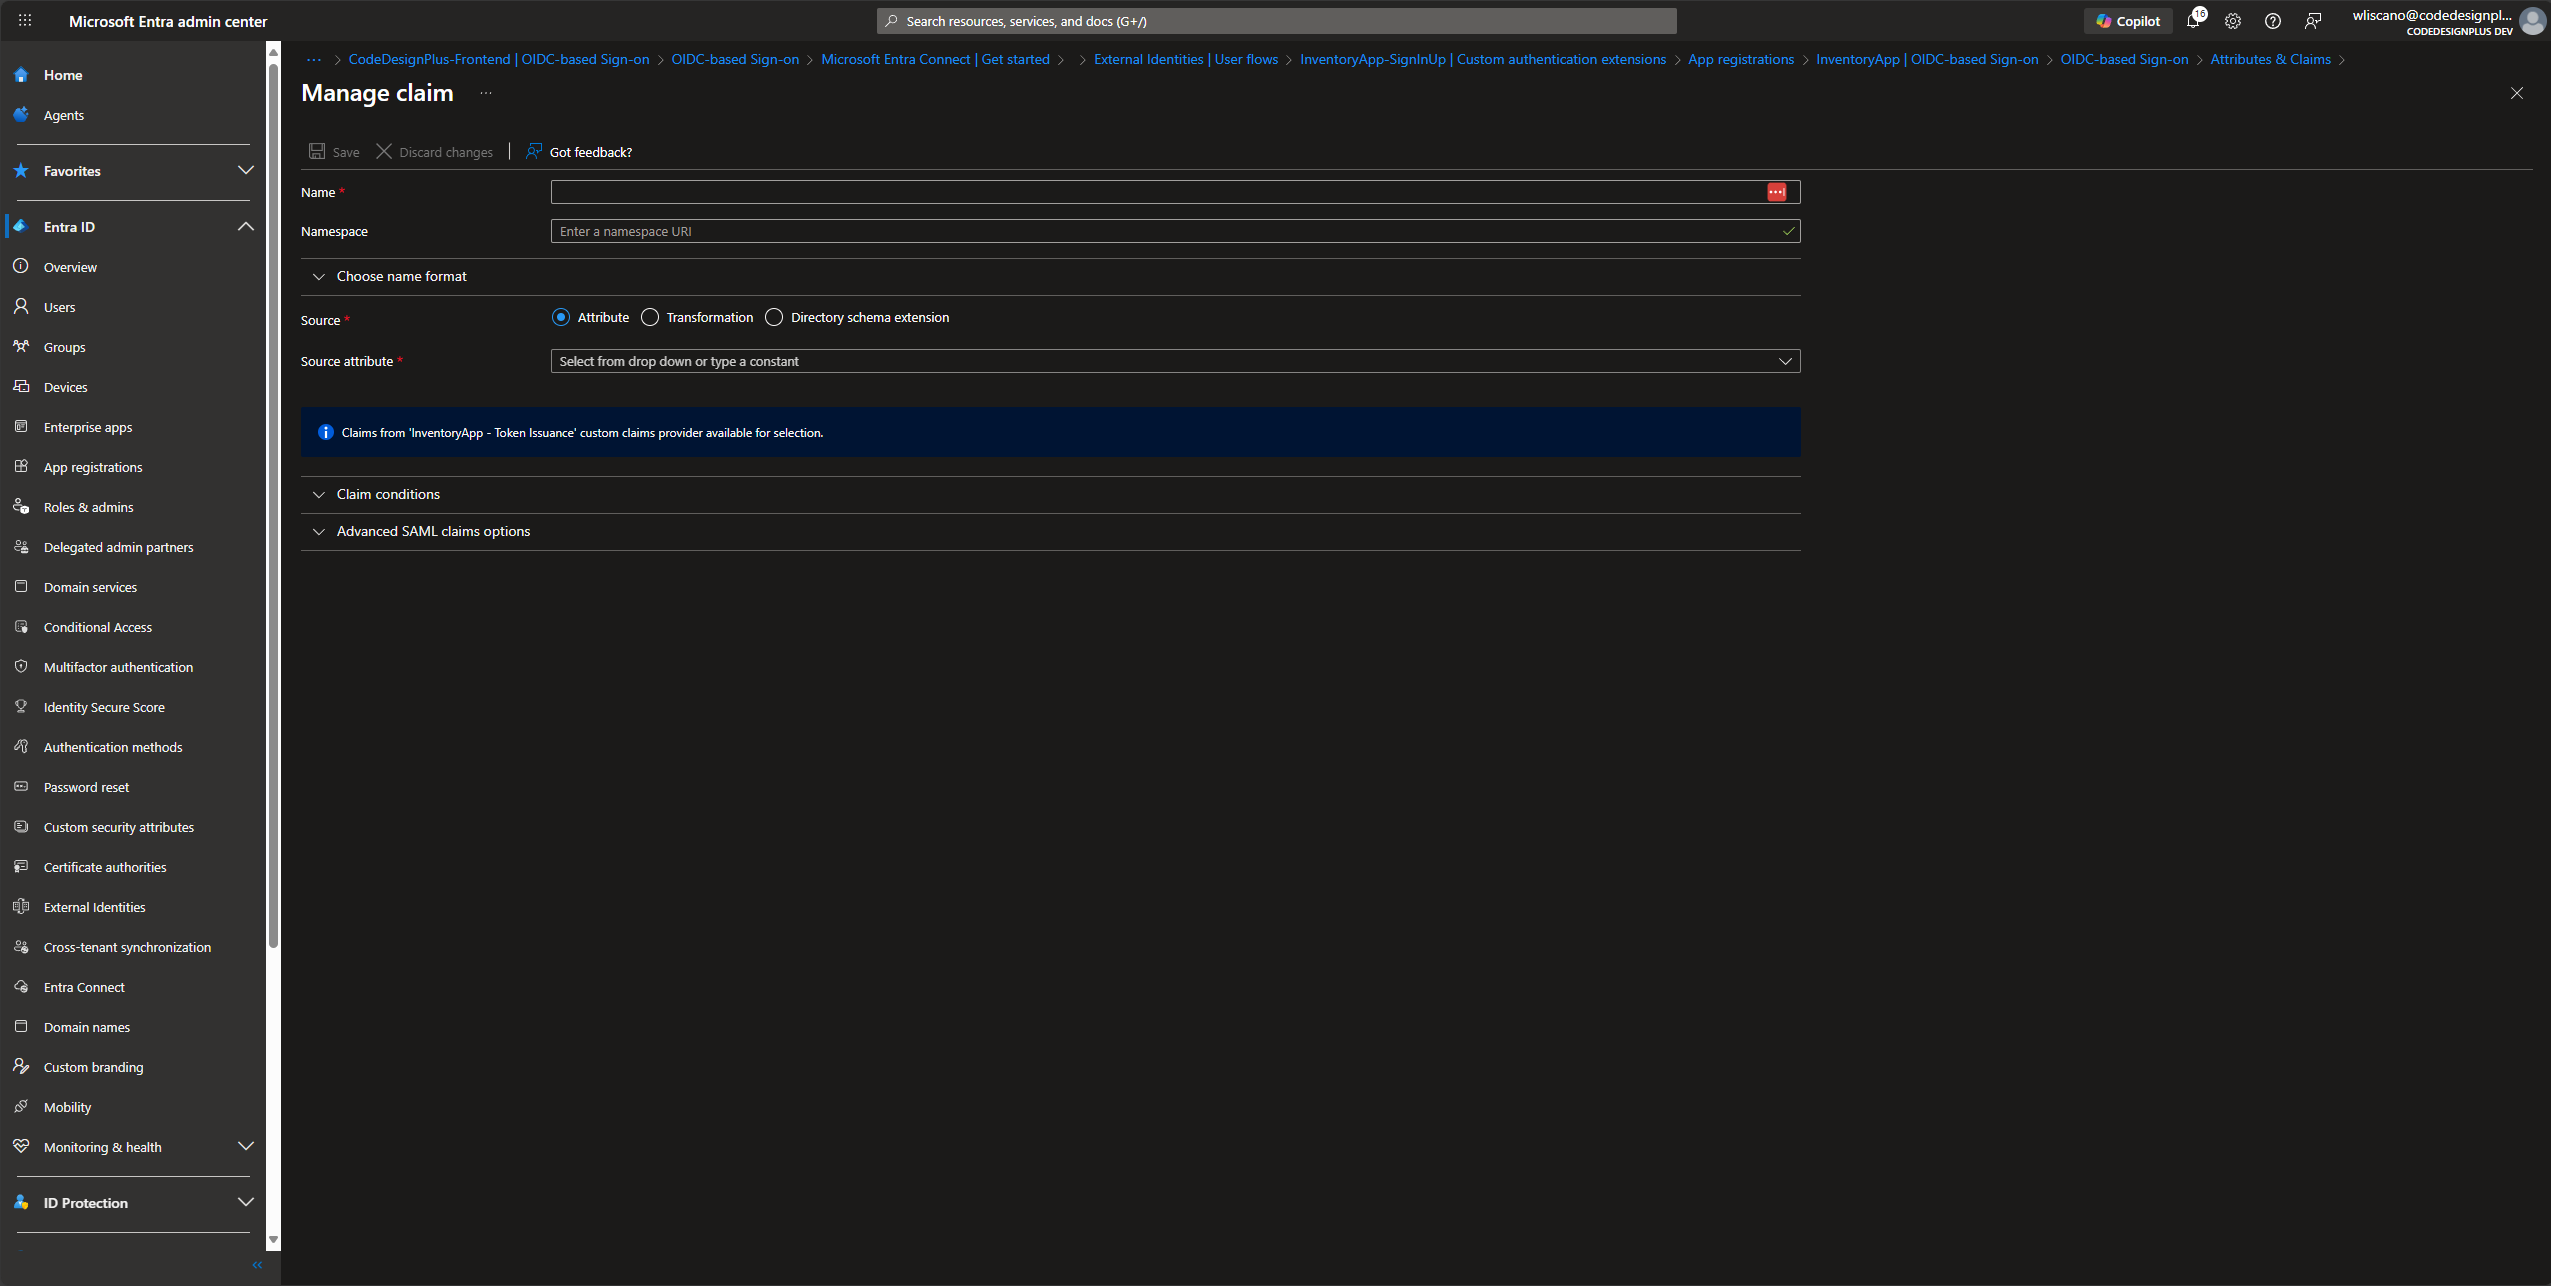 Microsoft Entra admin center
Search resources, services, and docs (G+/)
Copilot
16
wliscano@codedesignpl...
CODEDESIGNPLUS DEV
Home
Agents
Favorites
Entra ID
Overview
Users
Groups
Devices
Enterprise apps
App registrations
Roles & admins
Delegated admin partners
Domain services
Conditional Access
Multifactor authentication
Identity Secure Score
Authentication methods
Password reset
Custom security attributes
Certificate authorities
External Identities
Cross-tenant synchronization
Entra Connect
Domain names
Custom branding
Mobility
Monitoring & health
ID Protection
... > CodeDesignPlus-Frontend | OIDC-based Sign-on > OIDC-based Sign-on > Microsoft Entra Connect | Get started > > External Identities | User flows > InventoryApp-SignInUp | Custom authentication extensions > App registrations > InventoryApp | OIDC-based Sign-on > OIDC-based Sign-on > Attributes & Claims >
Manage claim ...
Save
Discard changes
Got feedback?
Name *
Namespace
Enter a namespace URI
Choose name format
Source *
Attribute
Transformation
Directory schema extension
Source attribute *
Select from drop down or type a constant
Claims from 'InventoryApp - Token Issuance' custom claims provider available for selection.
Claim conditions
Advanced SAML claims options